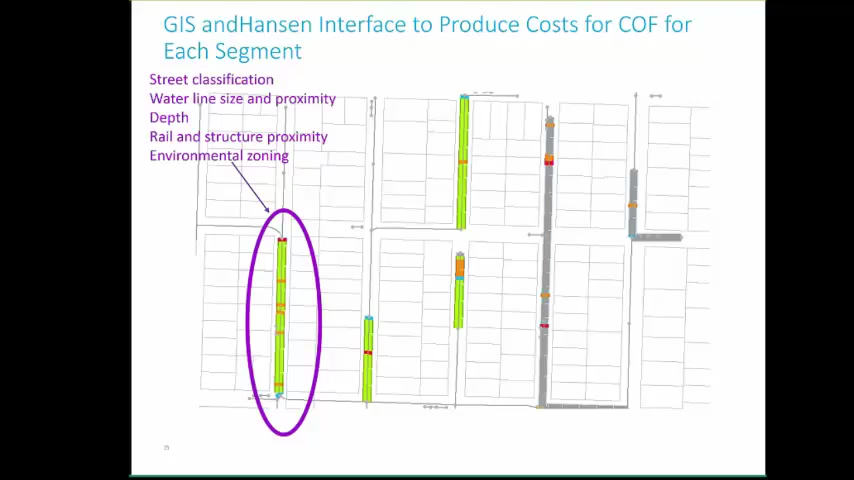 GIS andHansen Interface to Produce Costs for COF for
Each Segment
Street classification
Water line size and proximity
Depth
Rail and structure proximity
Environmental zoning